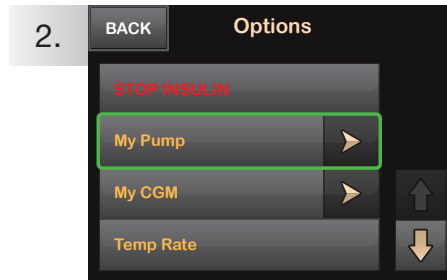 2.
BACK
Options
STOP INSULIN
My Pump
My CGM
Temp Rate